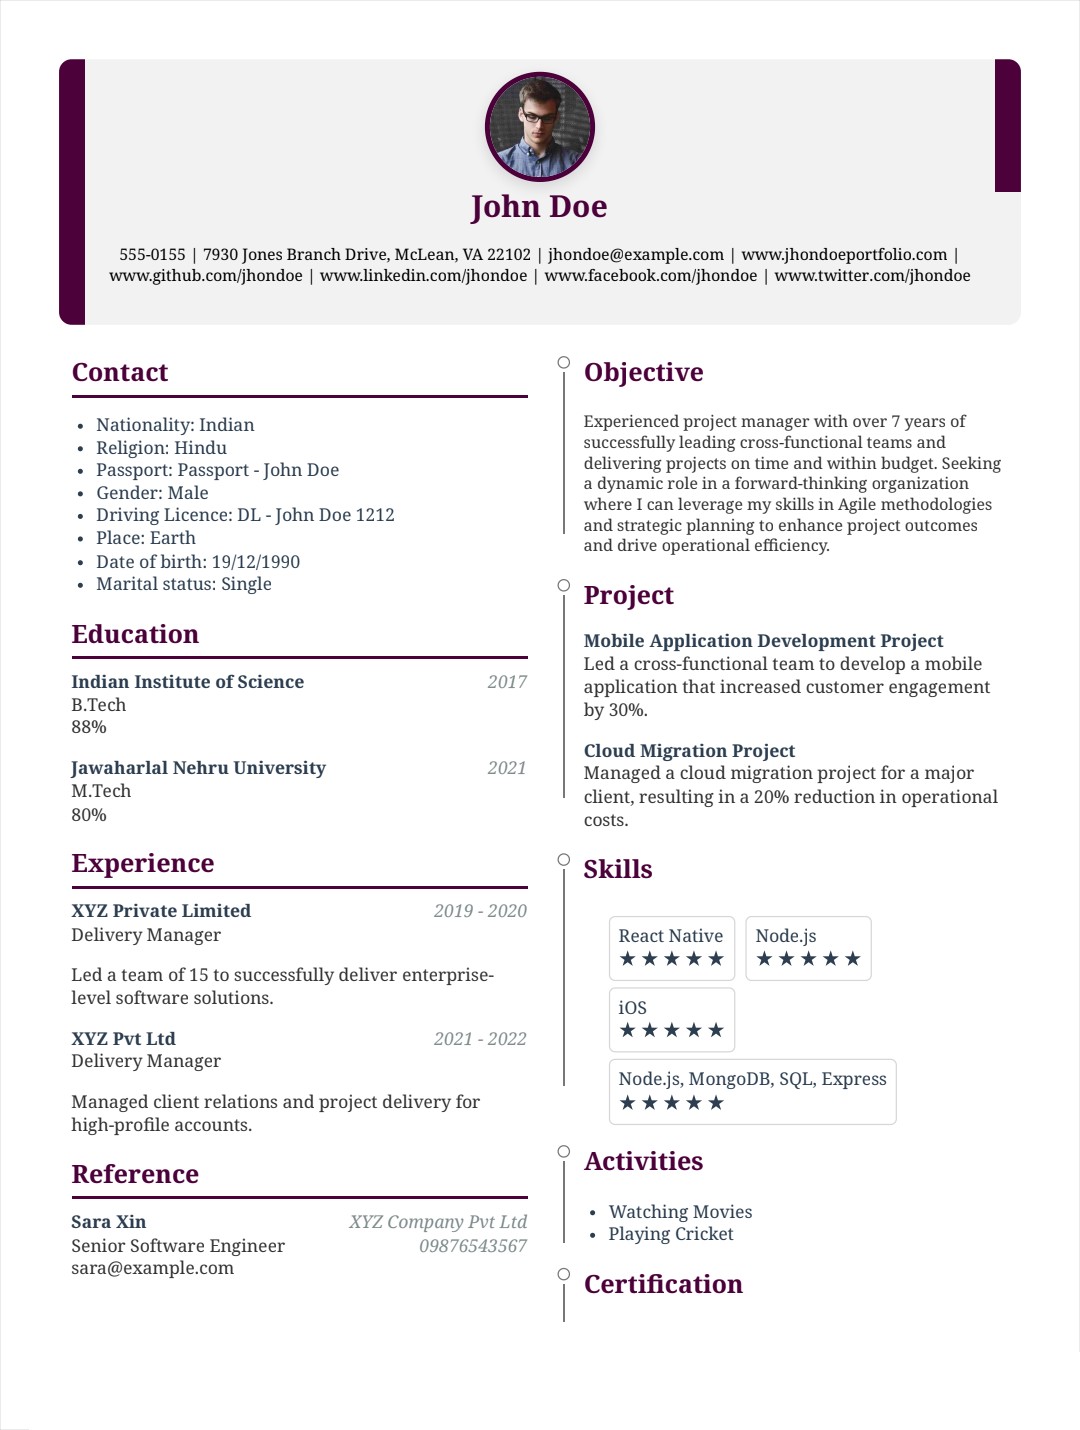 John Doe
555-0155 | 7930 Jones Branch Drive, McLean, VA 22102 | jhondoe@example.com | www.jhondoeportfolio.com |
www.github.com/jhondoe | www.linkedin.com/jhondoe | www.facebook.com/jhondoe | www.twitter.com/jhondoe
Contact
• Nationality: Indian
• Religion: Hindu
• Passport: Passport - John Doe
• Gender: Male
• Driving Licence: DL - John Doe 1212
• Place: Earth
• Date of birth: 19/12/1990
• Marital status: Single
Education
Indian Institute of Science 2017
B.Tech
88%
Jawaharlal Nehru University 2021
M.Tech
80%
Experience
XYZ Private Limited 2019 - 2020
Delivery Manager
Led a team of 15 to successfully deliver enterprise-
level software solutions.
XYZ Pvt Ltd 2021 - 2022
Delivery Manager
Managed client relations and project delivery for
high-profile accounts.
Reference
Sara Xin XYZ Company Pvt Ltd
Senior Software Engineer 09876543567
sara@example.com
Objective
Experienced project manager with over 7 years of
successfully leading cross-functional teams and
delivering projects on time and within budget. Seeking
a dynamic role in a forward-thinking organization
where I can leverage my skills in Agile methodologies
and strategic planning to enhance project outcomes
and drive operational efficiency.
Project
Mobile Application Development Project
Led a cross-functional team to develop a mobile
application that increased customer engagement
by 30%.
Cloud Migration Project
Managed a cloud migration project for a major
client, resulting in a 20% reduction in operational
costs.
Skills
React Native Node.js
★★★★★ ★★★★★
iOS
★★★★★
Node.js, MongoDB, SQL, Express
★★★★★
Activities
• Watching Movies
• Playing Cricket
Certification